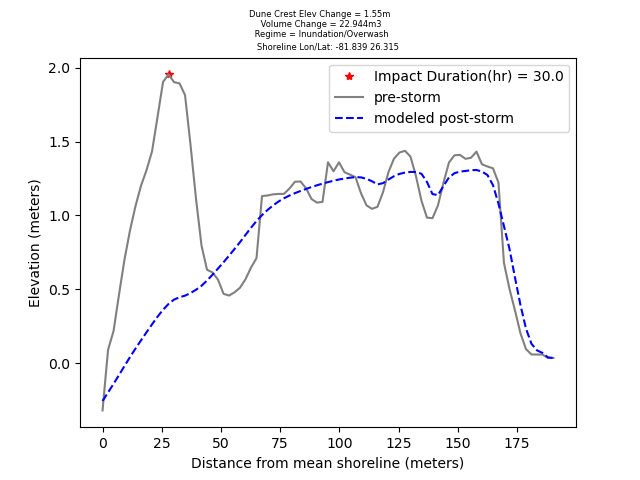 Dune Crest Elev Change = 1.55m
Volume Change = 22.944m3
Regime = Inundation/Overwash
Shoreline Lon/Lat: -81.839 26.315
Impact Duration(hr) = 30.0
pre-storm
modeled post-storm
Elevation (meters)
2.0
1.5
1.0
0.5
0.0
0 25 50 75 100 125 150 175
Distance from mean shoreline (meters)